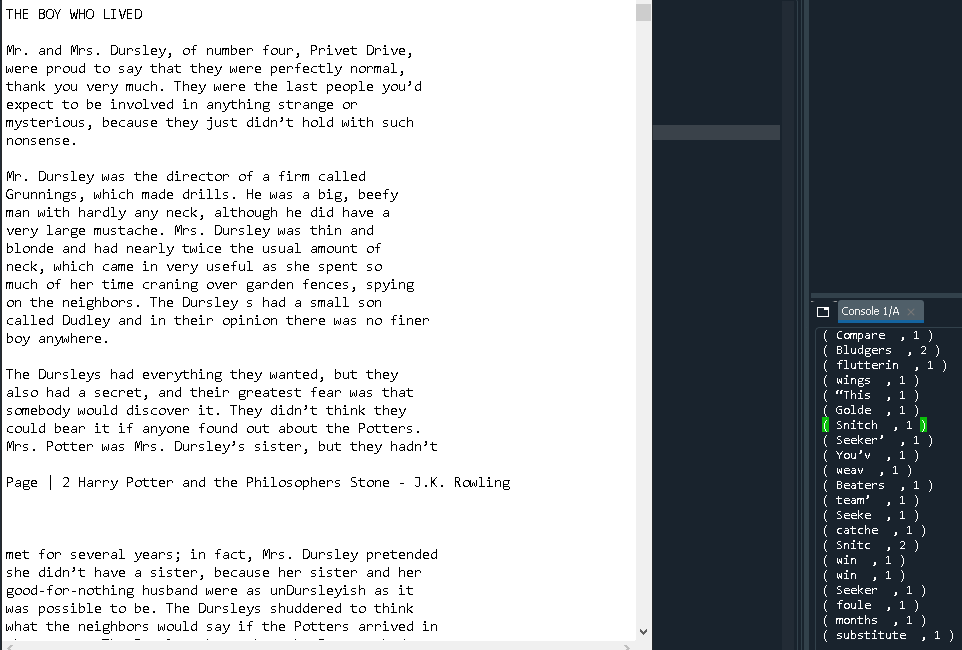 THE BOY WHO LIVED
Mr. and Mrs. Dursley, of number four, Privet Drive,
were proud to say that they were perfectly normal,
thank you very much. They were the last people you’d
expect to be involved in anything strange or
mysterious, because they just didn’t hold with such
nonsense.
Mr. Dursley was the director of a firm called
Grunnings, which made drills. He was a big, beefy
man with hardly any neck, although he did have a
very large mustache. Mrs. Dursley was thin and
blonde and had nearly twice the usual amount of
neck, which came in very useful as she spent so
much of her time craning over garden fences, spying
on the neighbors. The Dursley s had a small son
called Dudley and in their opinion there was no finer
boy anywhere.
The Dursleys had everything they wanted, but they
also had a secret, and their greatest fear was that
somebody would discover it. They didn’t think they
could bear it if anyone found out about the Potters.
Mrs. Potter was Mrs. Dursley’s sister, but they hadn’t
Page | 2 Harry Potter and the Philosophers Stone - J.K. Rowling
met for several years; in fact, Mrs. Dursley pretended
she didn’t have a sister, because her sister and her
good-for-nothing husband were as unDursleyish as it
was possible to be. The Dursleys shuddered to think
what the neighbors would say if the Potters arrived in
Console 1/A
( Compare , 1 )
( Bludgers , 2 )
( flutterin , 1 )
( wings , 1 )
( “This , 1 )
( Golde , 1 )
( Snitch , 1 )
( Seeker’ , 1 )
( You’v , 1 )
( weav , 1 )
( Beaters , 1 )
( team’ , 1 )
( Seeke , 1 )
( catche , 1 )
( Snitc , 2 )
( win , 1 )
( win , 1 )
( Seeker , 1 )
( foule , 1 )
( months , 1 )
( substitute , 1 )